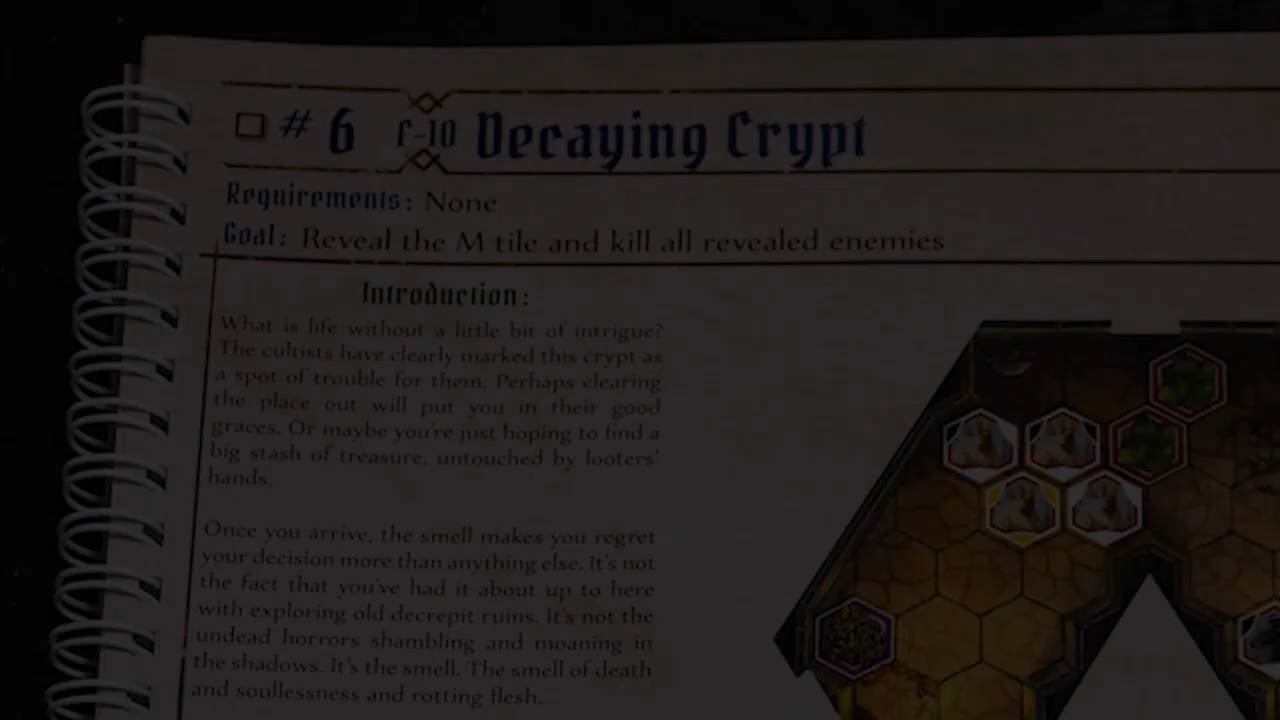 # 6 F-10 Decaying Crypt
Requirements: None
Goal: Reveal the M tile and kill all revealed enemies
Introduction:
What is life without a little bit of intrigue?
The cultists have clearly marked this crypt as
a spot of trouble for them. Perhaps clearing
the place out will put you in their good
graces. Or maybe you're just hoping to find a
big stash of treasure, untouched by looters'
hands.
Once you arrive, the smell makes you regret
your decision more than anything else. It's not
the fact that you've had it about up to here
with exploring old decrepit ruins. It's not the
undead horrors shambling and moaning in
the shadows. It's the smell. The smell of death
and soullessness and rotting flesh.